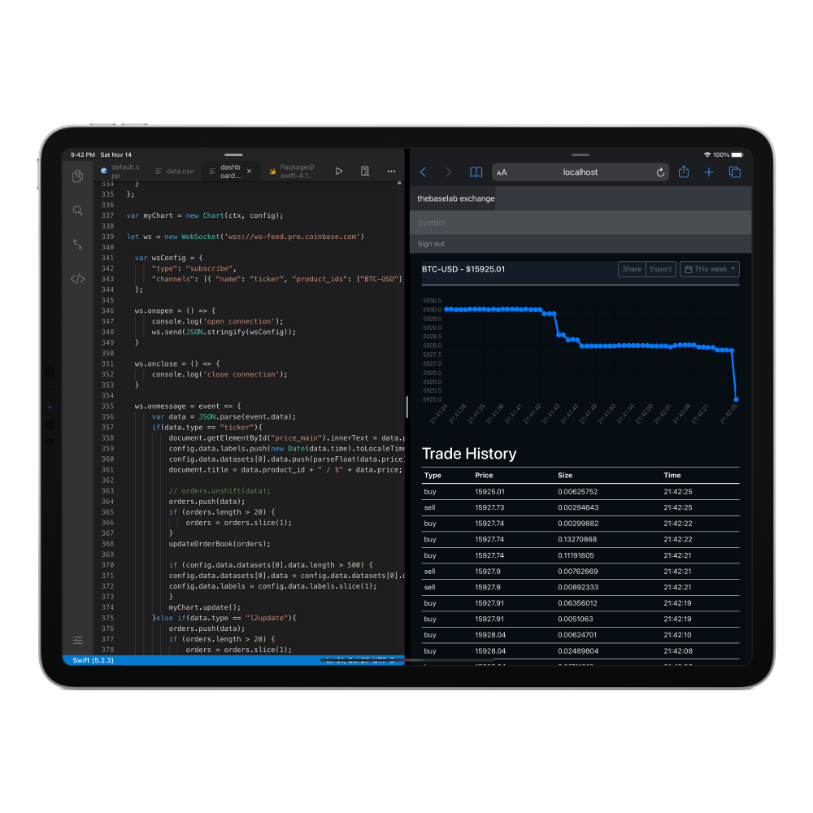 9:42 PM Sat Nov 14
100%
default.c
pp
data.csv
dashb
oard....
Package@
swift-4.1...
334 }
335 };
336
337 var myChart = new Chart(ctx, config);
338
339 let ws = new WebSocket('wss://ws-feed.pro.coinbase.com')
340
341 var wsConfig = {
342 "type": "subscribe",
343 "channels": [{ "name": "ticker", "product_ids": ["BTC-USD"]
344 };
345
346 ws.onopen = () => {
347 console.log('open connection');
348 ws.send(JSON.stringify(wsConfig));
349 }
350
351 ws.onclose = () => {
352 console.log('close connection');
353 }
354
355 ws.onmessage = event => {
356 var data = JSON.parse(event.data);
357 if(data.type == "ticker"){
358 document.getElementById("price_main").innerText = data.p
359 config.data.labels.push(new Date(data.time).toLocaleTime
360 config.data.datasets[0].data.push(parseFloat(data.price
361 document.title = data.product_id + " / $" + data.price;
362
363 // orders.unshift(data);
364 orders.push(data);
365 if (orders.length > 20) {
366 orders = orders.slice(1);
367 }
368 updateOrderBook(orders);
369
370 if (config.data.datasets[0].data.length > 500) {
371 config.data.datasets[0].data = config.data.datasets[0].
372 config.data.labels = config.data.labels.slice(1);
373 }
374 myChart.update();
375 }else if(data.type == "l2update"){
376 orders.push(data);
377 if (orders.length > 20) {
378 orders = orders.slice(1);
Swift (5.2.3)
AA localhost
thebaselab exchange
Symbol
Sign out
BTC-USD - $15925.01
Share Export This week
5930.5
5930.0
5929.5
5929.0
5928.5
5928.0
5927.5
5927.0
5926.5
5926.0
5925.5
5925.0
21:41:24 21:41:28 21:41:35 21:41:38 21:41:41 21:41:42 21:41:42 21:41:48 21:41:53 21:41:54 21:42:00 21:42:01 21:42:08 21:42:21 21:42:25
Trade History
Type Price Size Time
buy 15925.01 0.00625752 21:42:25
sell 15927.73 0.00294643 21:42:25
buy 15927.74 0.00299882 21:42:22
buy 15927.74 0.13270868 21:42:22
buy 15927.74 0.11191805 21:42:21
sell 15927.9 0.00762669 21:42:21
sell 15927.9 0.00892333 21:42:21
buy 15927.91 0.06356012 21:42:19
buy 15927.91 0.0051063 21:42:19
buy 15928.04 0.00624701 21:42:10
buy 15928.04 0.02489604 21:42:08